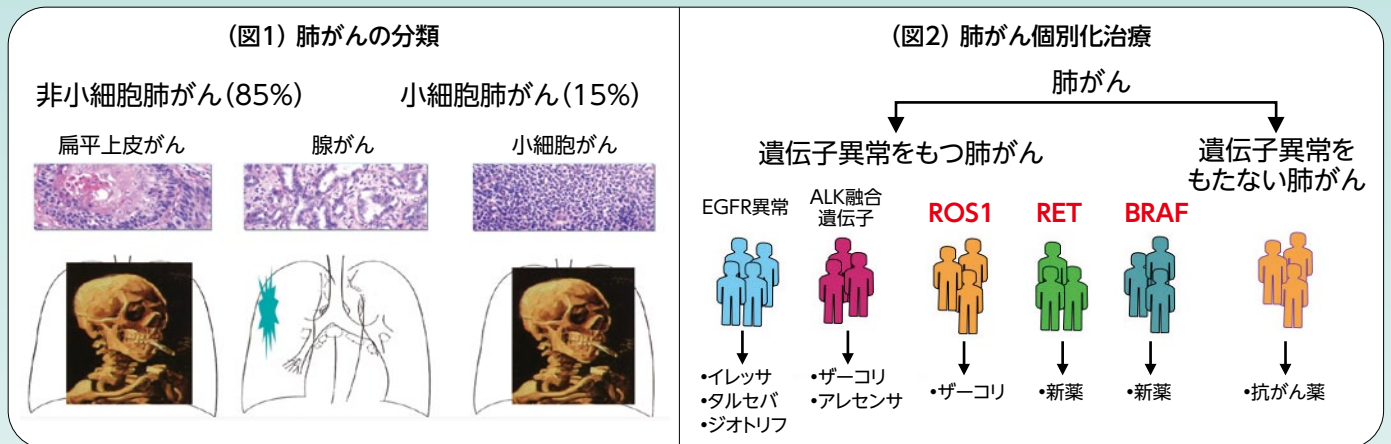 (図1) 肺がんの分類
非小細胞肺がん(85%)
小細胞肺がん(15%)
扁平上皮がん
腺がん
小細胞がん
(図2) 肺がん個別化治療
肺がん
遺伝子異常をもつ肺がん
遺伝子異常を
もたない肺がん
EGFR異常
ALK融合
遺伝子
ROS1
RET
BRAF
•イレッサ
•タルセバ
•ジオトリフ
•ザーコリ
•アレセンサ
•ザーコリ
•新薬
•新薬
•抗がん薬